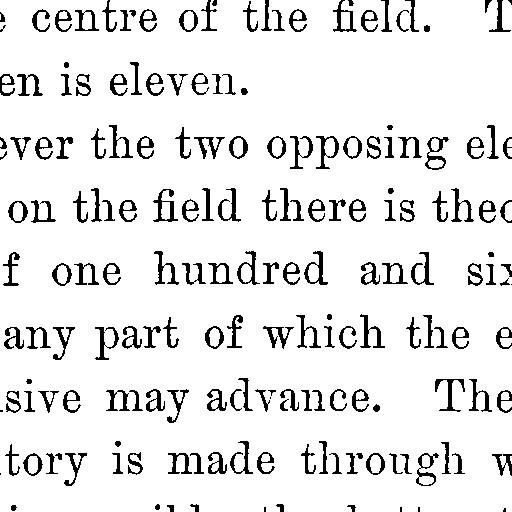 centre of the field. T
en is eleven.
ever the two opposing ele
on the field there is theo
f one hundred and six
any part of which the e
sive may advance. The
tory is made through w